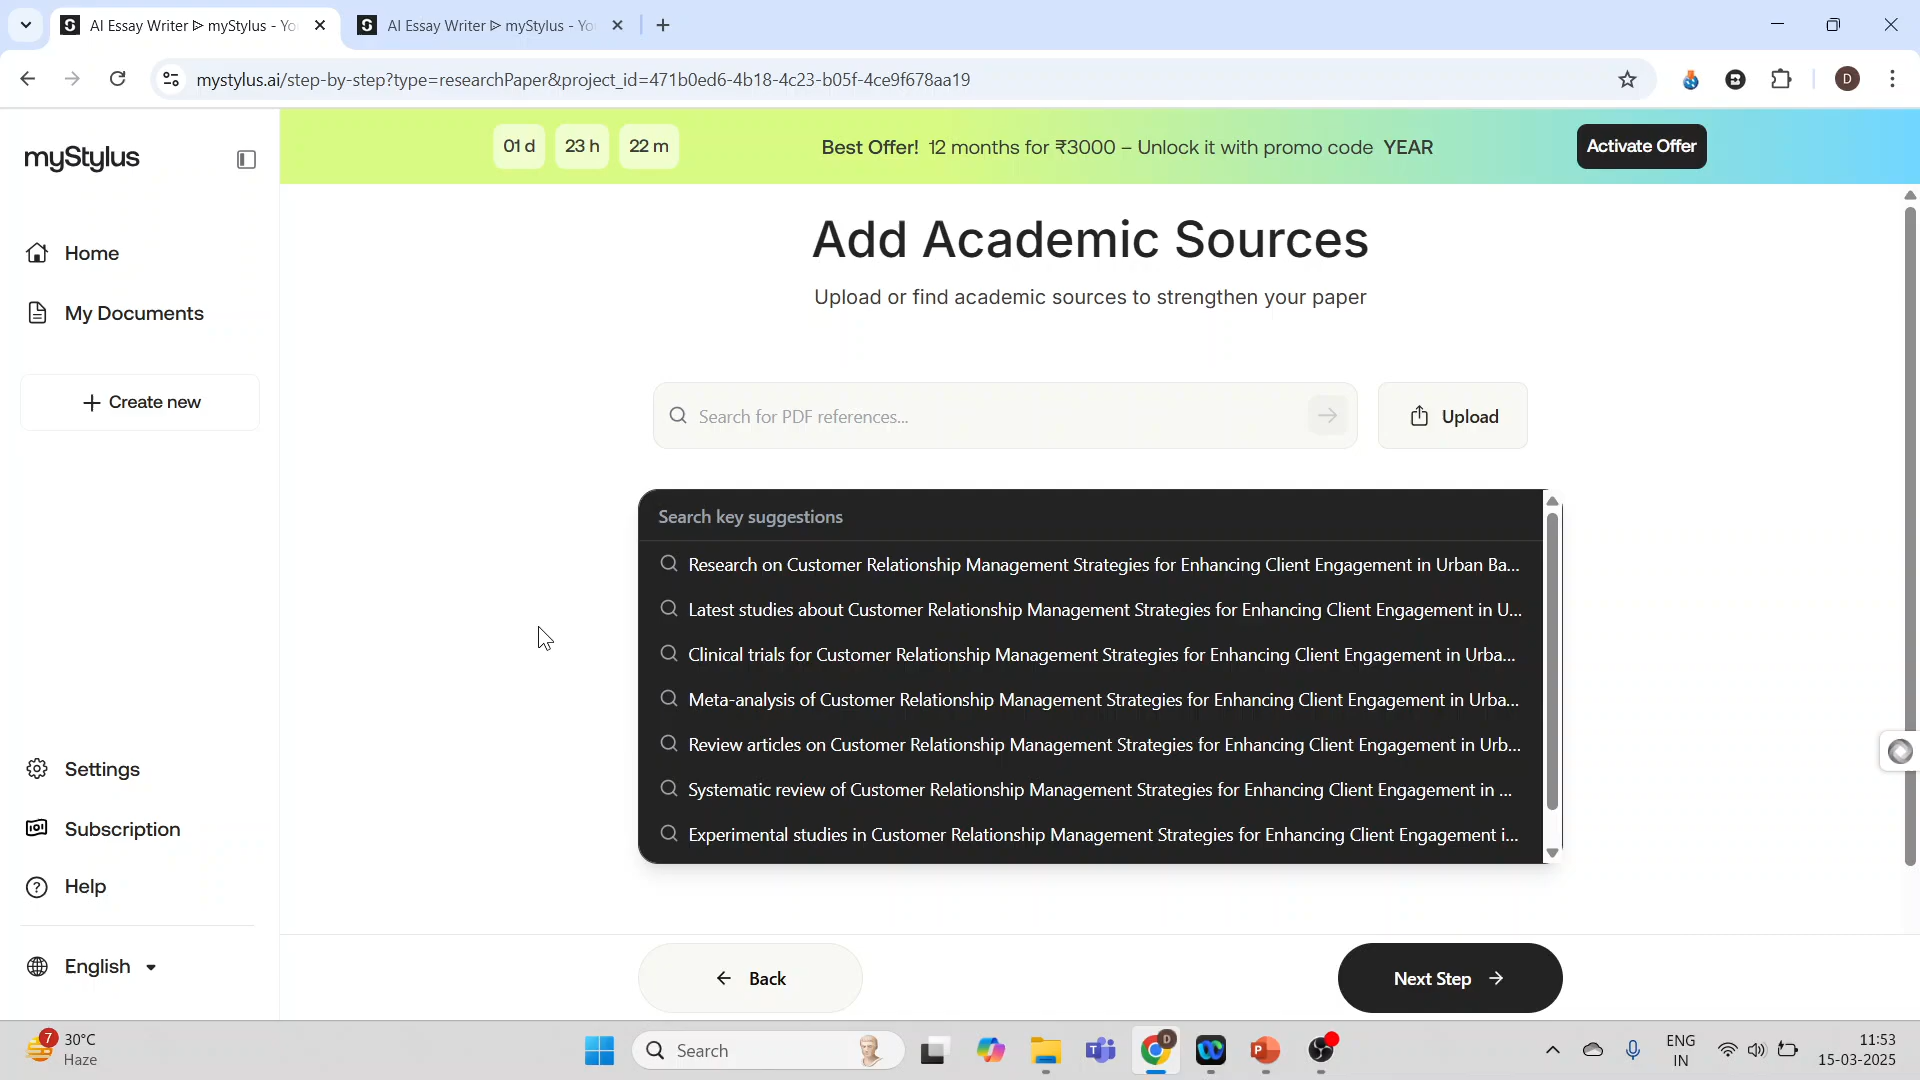 AI Essay Writer ᐅ myStylus - Yo
AI Essay Writer ᐅ myStylus - Yo
mystylus.ai/step-by-step?type=researchPaper&project_id=471b0ed6-4b18-4c23-b05f-4ce9f678aa19
D
myStylus
01 d
23 h
22 m
Best Offer! 12 months for ₹3000 – Unlock it with promo code YEAR
Activate Offer
Home
My Documents
+ Create new
Add Academic Sources
Upload or find academic sources to strengthen your paper
Search for PDF references...
Upload
Search key suggestions
Research on Customer Relationship Management Strategies for Enhancing Client Engagement in Urban Ba...
Latest studies about Customer Relationship Management Strategies for Enhancing Client Engagement in U...
Clinical trials for Customer Relationship Management Strategies for Enhancing Client Engagement in Urba...
Meta-analysis of Customer Relationship Management Strategies for Enhancing Client Engagement in Urba...
Review articles on Customer Relationship Management Strategies for Enhancing Client Engagement in Urb...
Systematic review of Customer Relationship Management Strategies for Enhancing Client Engagement in ...
Experimental studies in Customer Relationship Management Strategies for Enhancing Client Engagement i...
Settings
Subscription
Help
English
Back
Next Step
7
30°C
Haze
Search
D
ENG
IN
11:53
15-03-2025